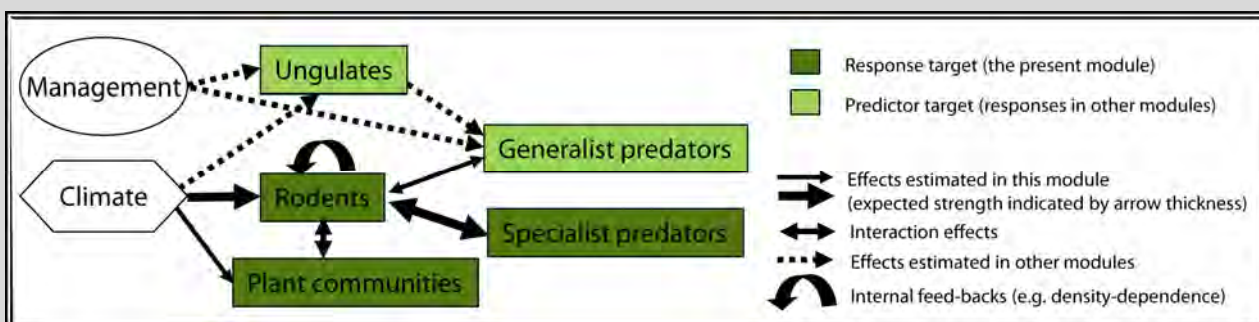 Management
Ungulates
Generalist predators
Climate
Rodents
Specialist predators
Plant communities
Response target (the present module)
Predictor target (responses in other modules)
Effects estimated in this module
(expected strength indicated by arrow thickness)
Interaction effects
Effects estimated in other modules
Internal feed-backs (e.g. density-dependence)